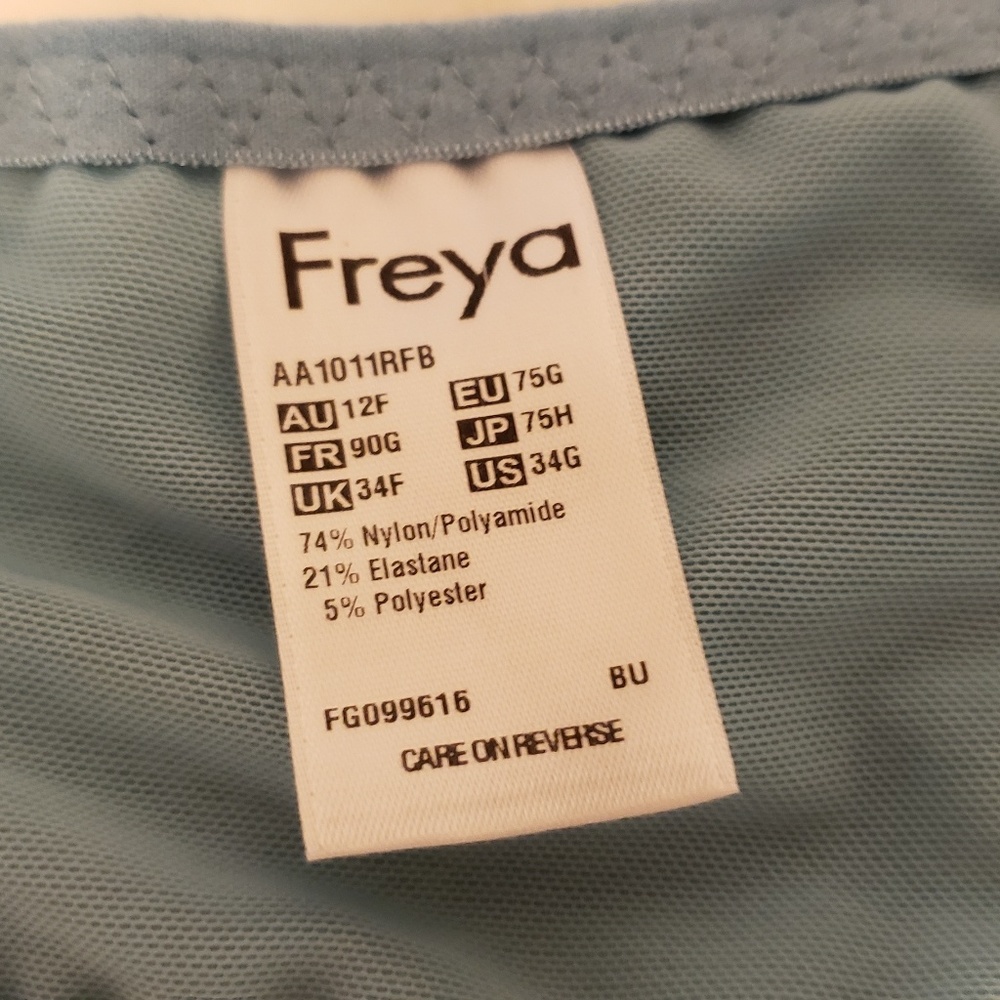 Freya
AA1011RFB
AU 12F EU 75G
FR 90G JP 75H
UK 34F US 34G
74% Nylon/Polyamide
21% Elastane
5% Polyester
FG099616 BU
CARE ON REVERSE